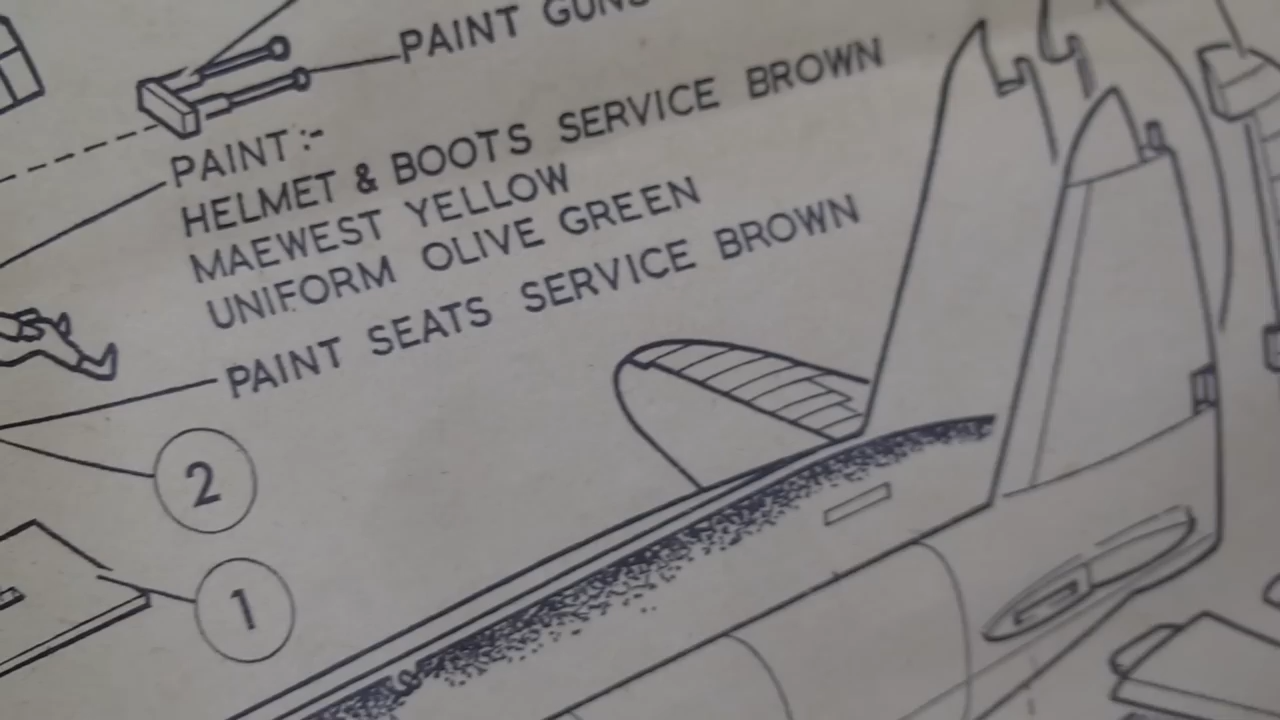 PAINT GUNS
PAINT:-
HELMET & BOOTS SERVICE BROWN
MAEWEST YELLOW
UNIFORM OLIVE GREEN
PAINT SEATS SERVICE BROWN
2
1